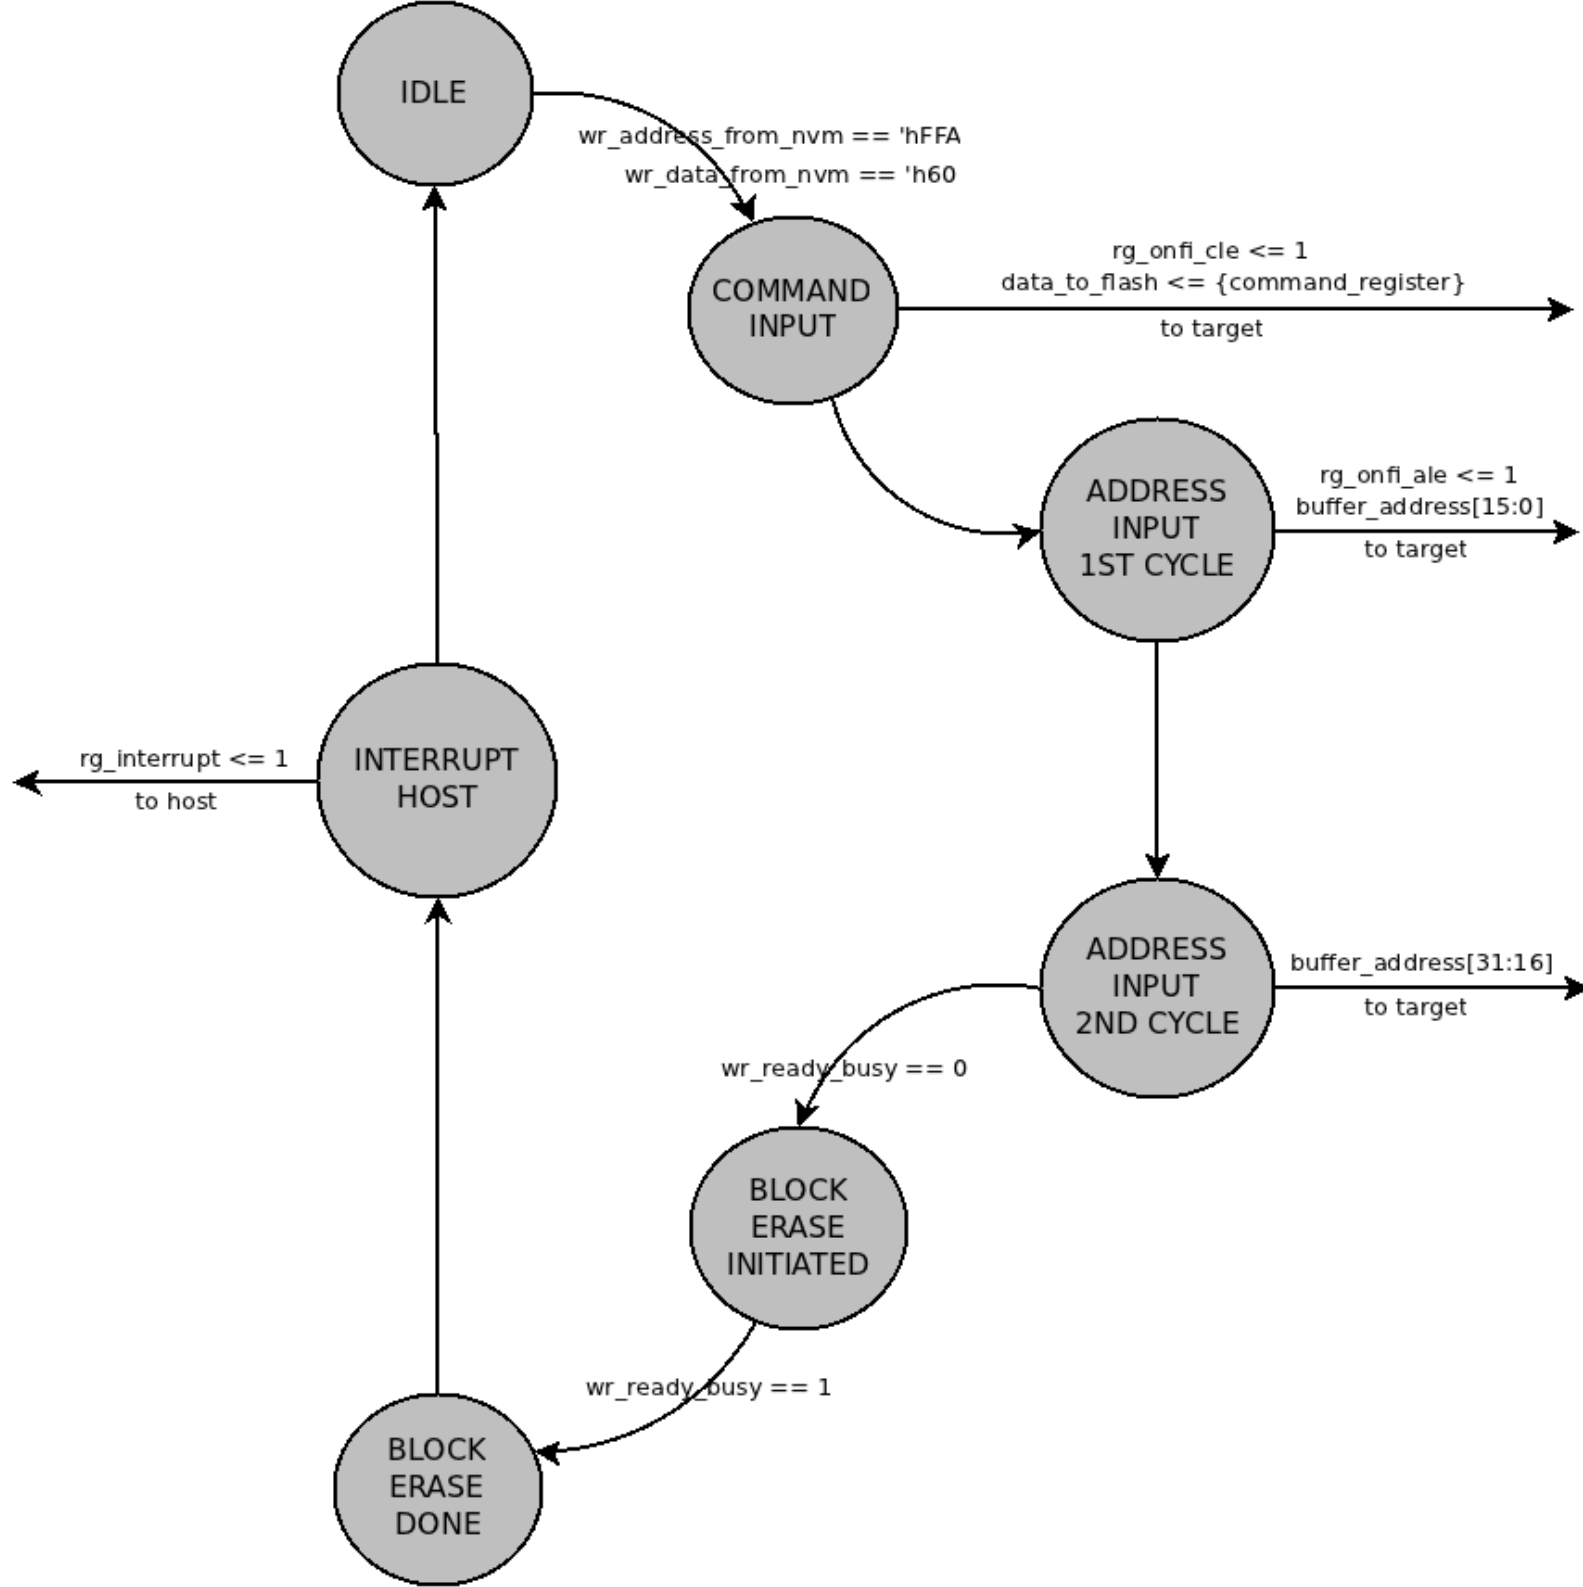 IDLE
wr_address_from_nvm == 'hFFA
wr_data_from_nvm == 'h60
COMMAND
INPUT
rg_onfi_cle <= 1
data_to_flash <= {command_register}
to target
ADDRESS
INPUT
1ST CYCLE
rg_onfi_ale <= 1
buffer_address[15:0]
to target
INTERRUPT
HOST
rg_interrupt <= 1
to host
ADDRESS
INPUT
2ND CYCLE
buffer_address[31:16]
to target
wr_ready_busy == 0
BLOCK
ERASE
INITIATED
wr_ready_busy == 1
BLOCK
ERASE
DONE